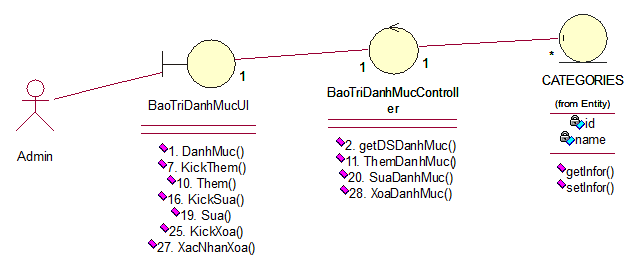 1
1
1
*
Admin
BaoTriDanhMucUI
1. DanhMuc()
7. KickThem()
10. Them()
16. KickSua()
19. Sua()
25. KickXoa()
27. XacNhanXoa()
BaoTriDanhMucControll
er
2. getDSDanhMuc()
11. ThemDanhMuc()
20. SuaDanhMuc()
28. XoaDanhMuc()
CATEGORIES
(from Entity)
id
name
getInfor()
setInfor()